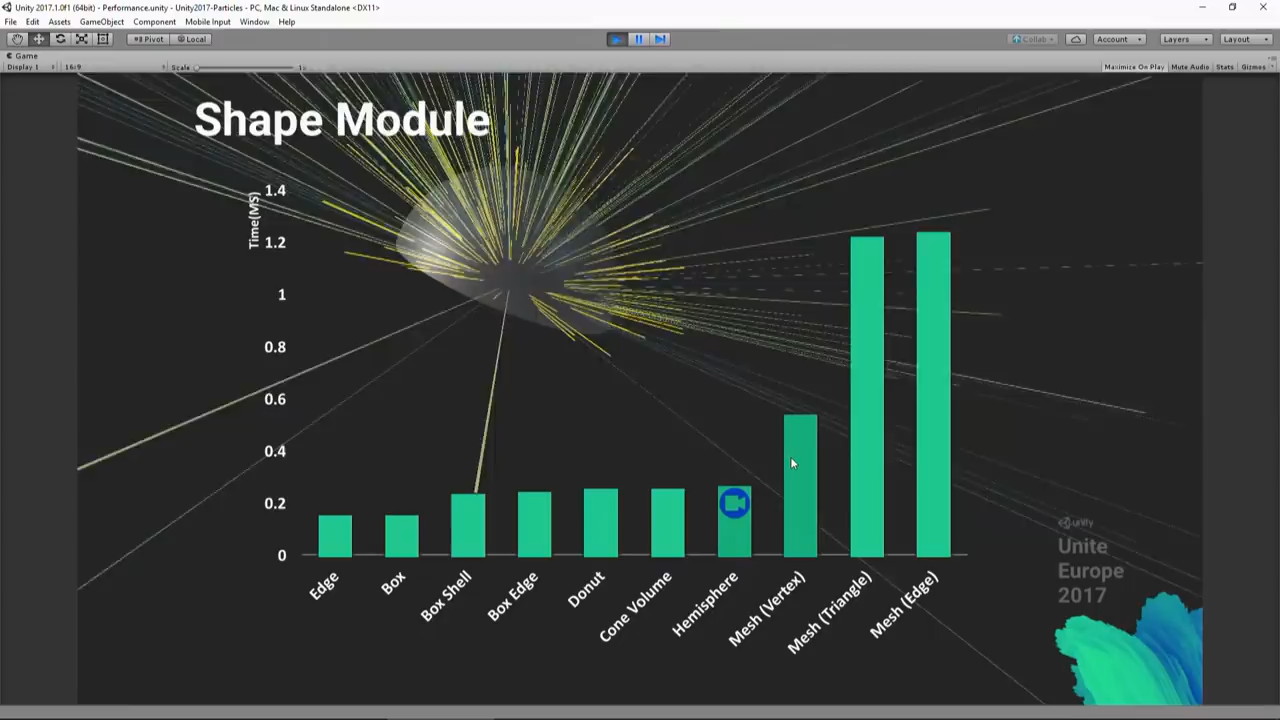 Unity 2017.1.0f1 (64bit) - Performance.unity - Unity2017-Particles - PC, Mac & Linux Standalone <DX11>
File Edit Assets GameObject Component Mobile Input Window Help
Pivot Local Collab Account Layers Layout
Game
Display 1 16:9 Scale 1x Maximize On Play Mute Audio Stats Gizmos
Shape Module
Time(MS)
1.4
1.2
1
0.8
0.6
0.4
0.2
0
Edge
Box
Box Shell
Box Edge
Donut
Cone Volume
Hemisphere
Mesh (Vertex)
Mesh (Triangle)
Mesh (Edge)
unity
Unite
Europe
2017